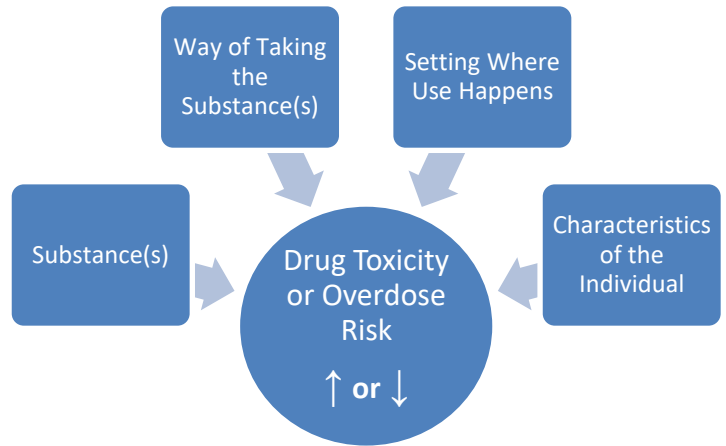 Way of Taking
the
Substance(s)
Setting Where
Use Happens
Substance(s)
Characteristics
of the
Individual
Drug Toxicity
or Overdose
Risk
↑ or ↓